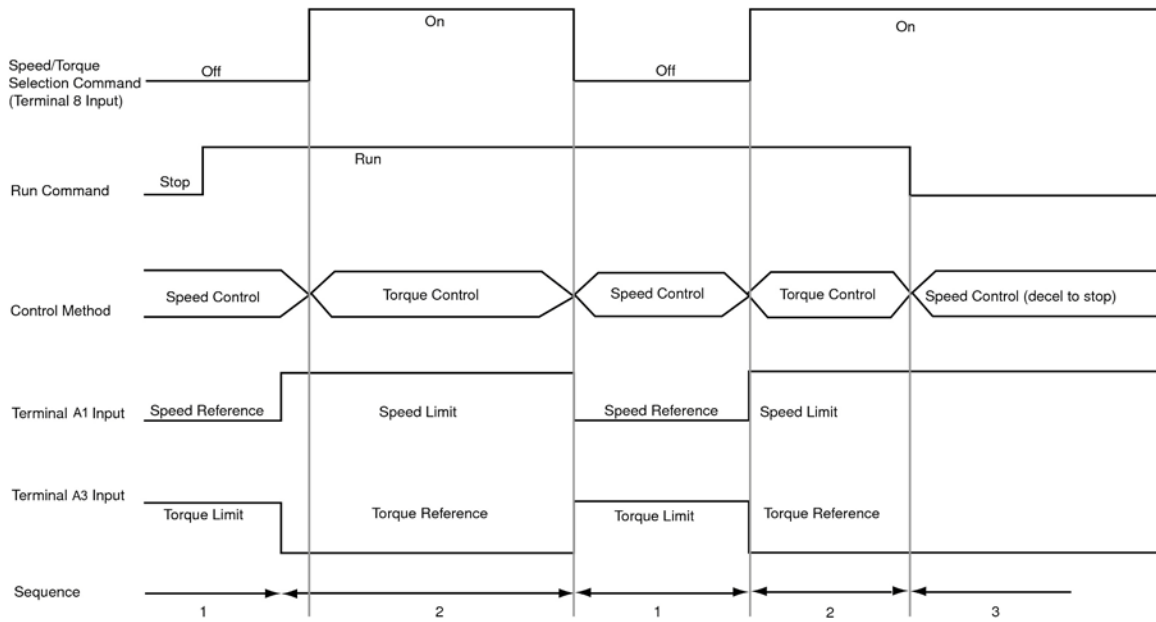 On
On
Speed/Torque
Selection Command
(Terminal 8 Input)
Off
Off
Run
Run Command
Stop
Control Method
Speed Control
Torque Control
Speed Control
Torque Control
Speed Control (decel to stop)
Terminal A1 Input
Speed Reference
Speed Limit
Speed Reference
Speed Limit
Terminal A3 Input
Torque Limit
Torque Reference
Torque Limit
Torque Reference
Sequence
1
2
1
2
3